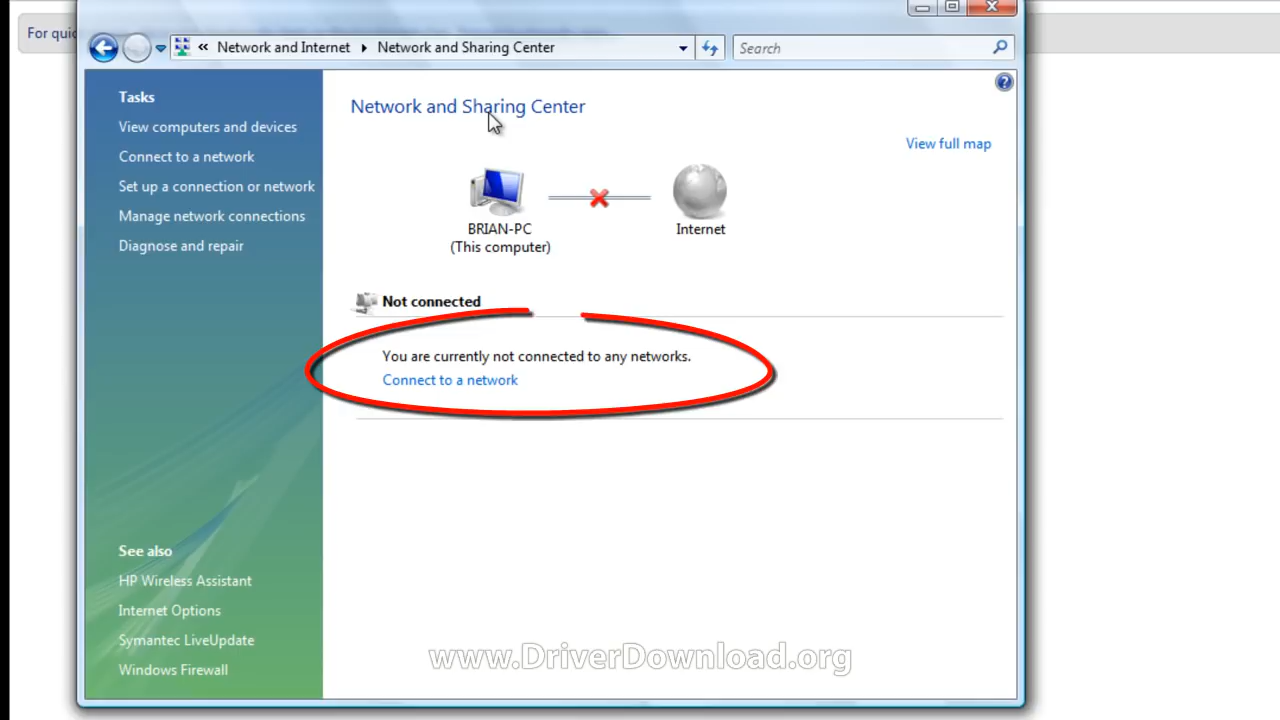 For quic
« Network and Internet ▸ Network and Sharing Center
Search
Tasks
View computers and devices
Connect to a network
Set up a connection or network
Manage network connections
Diagnose and repair
See also
HP Wireless Assistant
Internet Options
Symantec LiveUpdate
Windows Firewall
Network and Sharing Center
View full map
BRIAN-PC
(This computer)
Internet
Not connected
You are currently not connected to any networks.
Connect to a network
www.DriverDownload.org